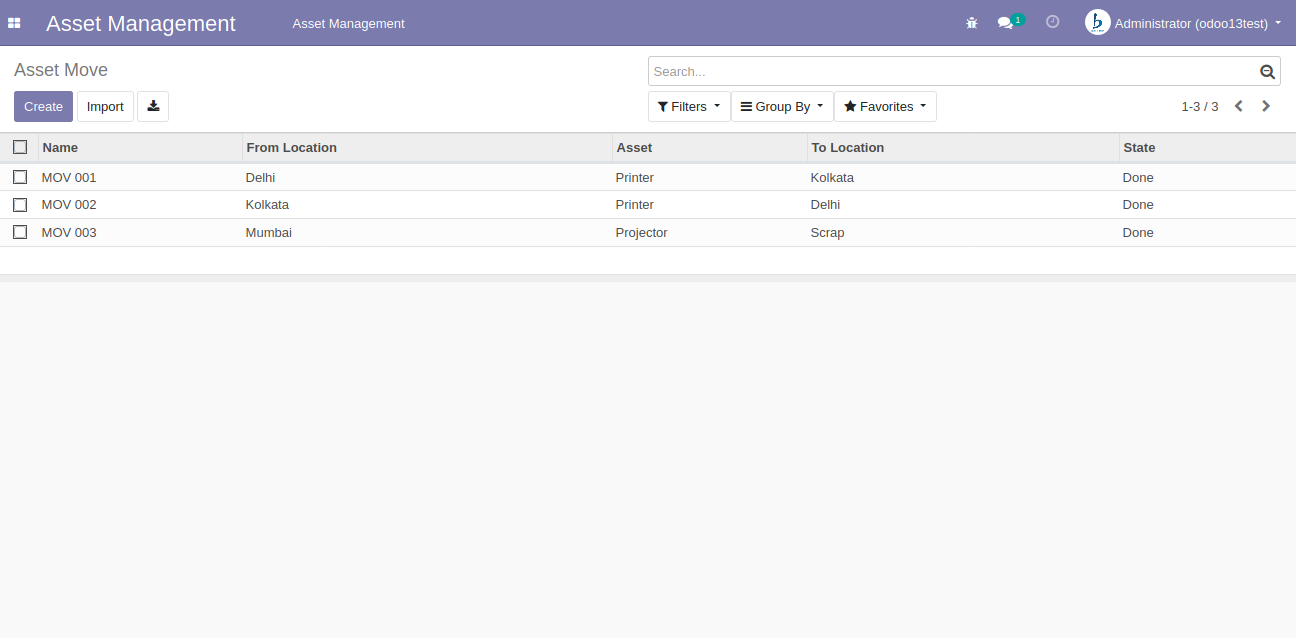 Asset Management Asset Management 1 Administrator (odoo13test)
Asset Move Search...
Create Import Filters Group By Favorites 1-3 / 3
Name From Location Asset To Location State
MOV 001 Delhi Printer Kolkata Done
MOV 002 Kolkata Printer Delhi Done
MOV 003 Mumbai Projector Scrap Done